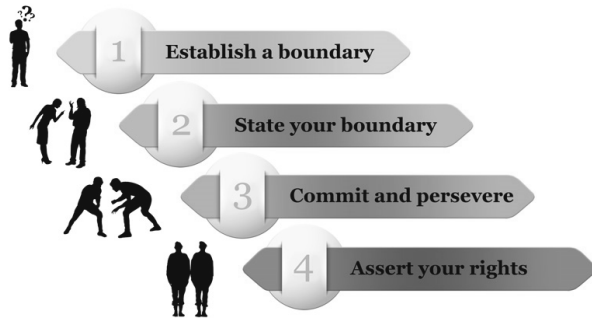 ???
1 Establish a boundary
2 State your boundary
3 Commit and persevere
4 Assert your rights